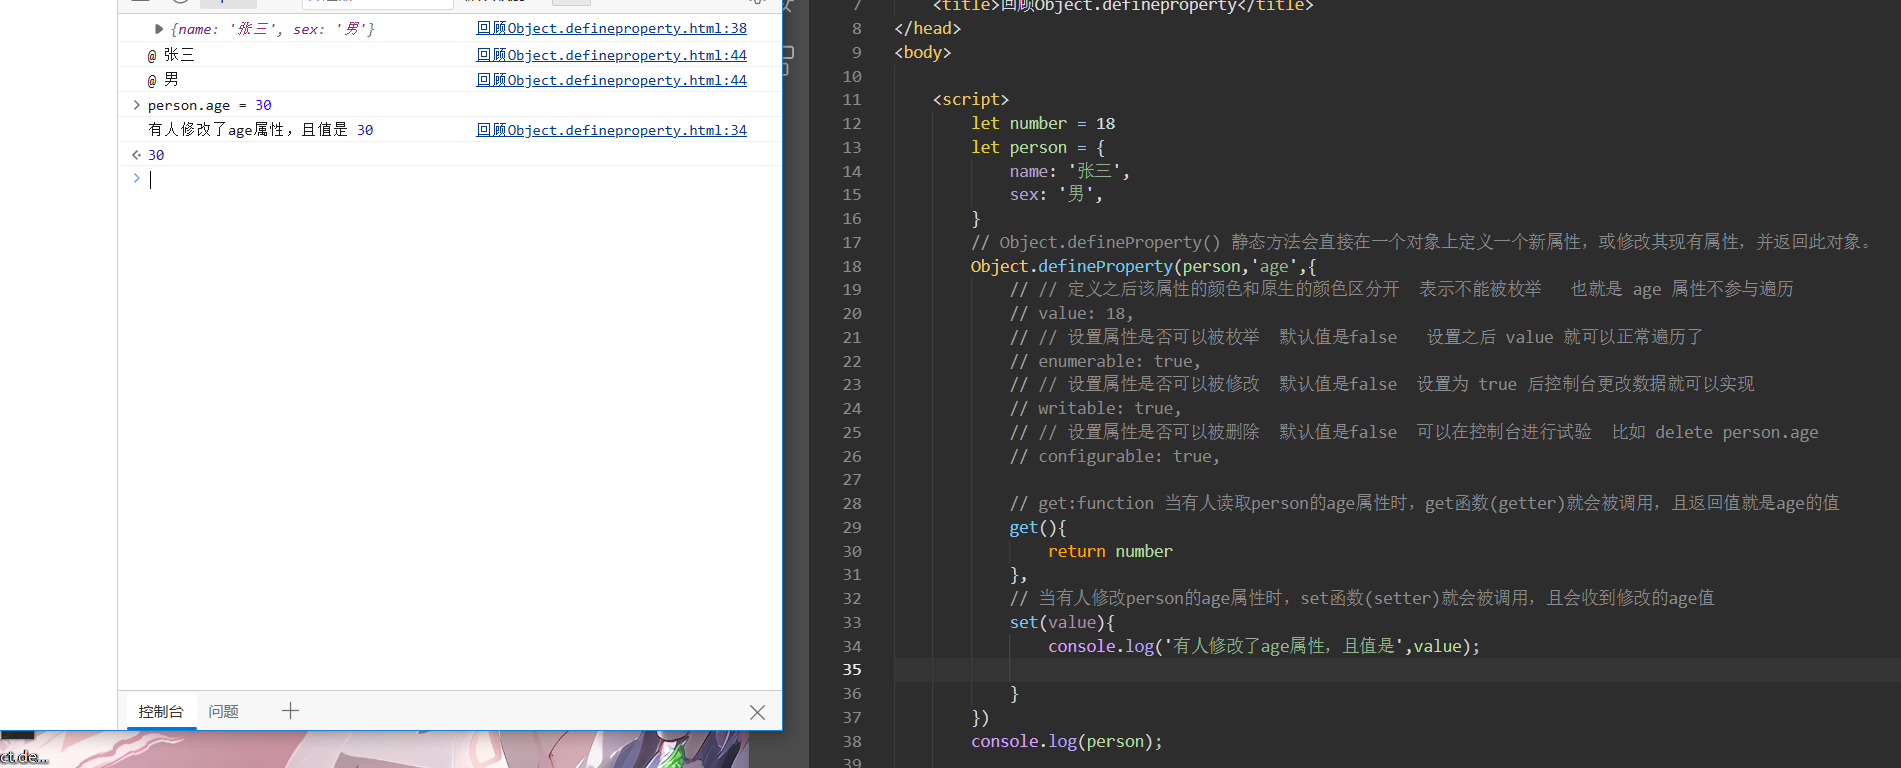 {name: '张三', sex: '男'} 回顾Object.defineproperty.html:38
@ 张三 回顾Object.defineproperty.html:44
@ 男 回顾Object.defineproperty.html:44
person.age = 30
有人修改了age属性，且值是 30 回顾Object.defineproperty.html:34
30
控制台 问题
ct.de...
7 <title>回顾Object.defineproperty</title>
8 </head>
9 <body>
10
11 <script>
12 let number = 18
13 let person = {
14 name: '张三',
15 sex: '男',
16 }
17 // Object.defineProperty() 静态方法会直接在一个对象上定义一个新属性，或修改其现有属性，并返回此对象。
18 Object.defineProperty(person,'age',{
19 // // 定义之后该属性的颜色和原生的颜色区分开 表示不能被枚举 也就是 age 属性不参与遍历
20 // value: 18,
21 // // 设置属性是否可以被枚举 默认值是false 设置之后 value 就可以正常遍历了
22 // enumerable: true,
23 // // 设置属性是否可以被修改 默认值是false 设置为 true 后控制台更改数据就可以实现
24 // writable: true,
25 // // 设置属性是否可以被删除 默认值是false 可以在控制台进行试验 比如 delete person.age
26 // configurable: true,
27
28 // get:function 当有人读取person的age属性时，get函数(getter)就会被调用，且返回值就是age的值
29 get(){
30 return number
31 },
32 // 当有人修改person的age属性时，set函数(setter)就会被调用，且会收到修改的age值
33 set(value){
34 console.log('有人修改了age属性，且值是',value);
35
36 }
37 })
38 console.log(person);
39